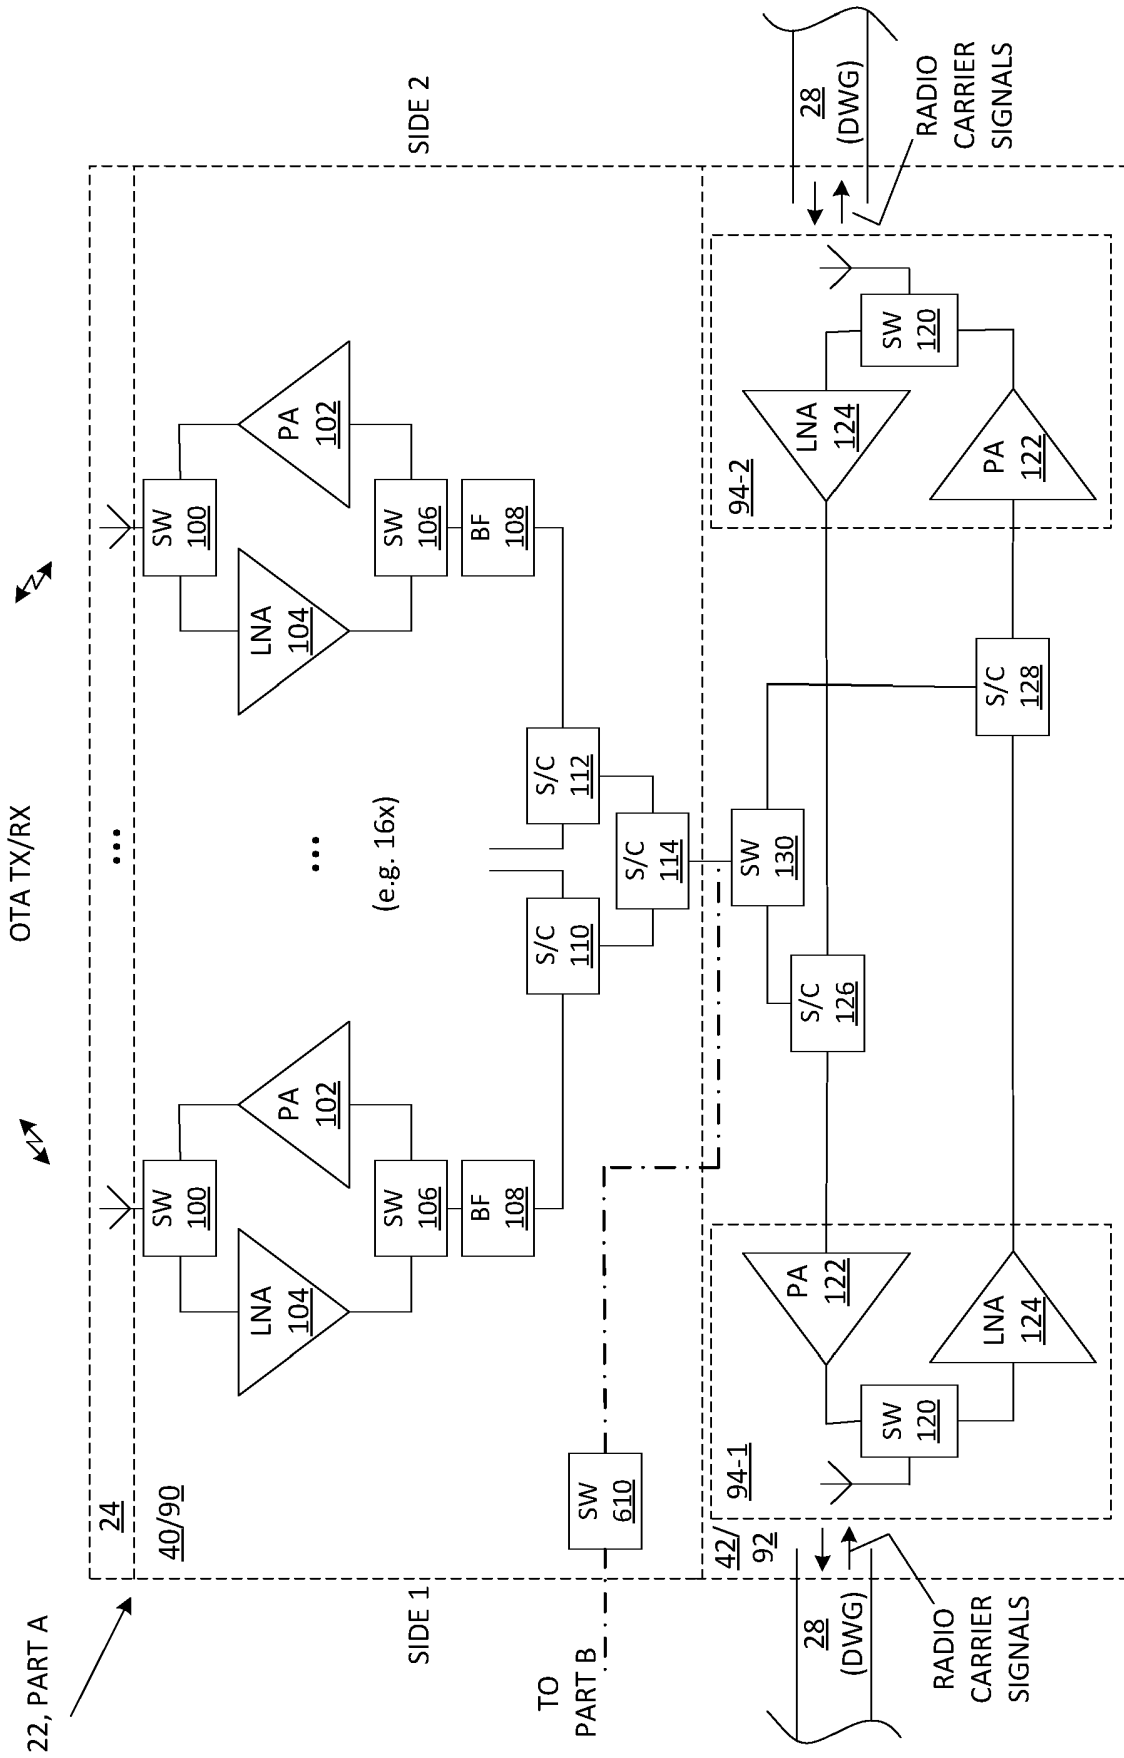 22, PART A
OTA TX/RX
SIDE 1
SIDE 2
24
40/90
...
SW
100
SW
100
LNA
104
PA
102
LNA
104
PA
102
...
(e.g. 16x)
SW
106
SW
106
BF
108
BF
108
S/C
110
S/C
112
S/C
114
TO
PART B
SW
610
42/
92
SW
130
94-1
94-2
PA
122
S/C
126
LNA
124
28
(DWG)
SW
120
SW
120
28
(DWG)
LNA
124
S/C
128
PA
122
RADIO
CARRIER
SIGNALS
RADIO
CARRIER
SIGNALS